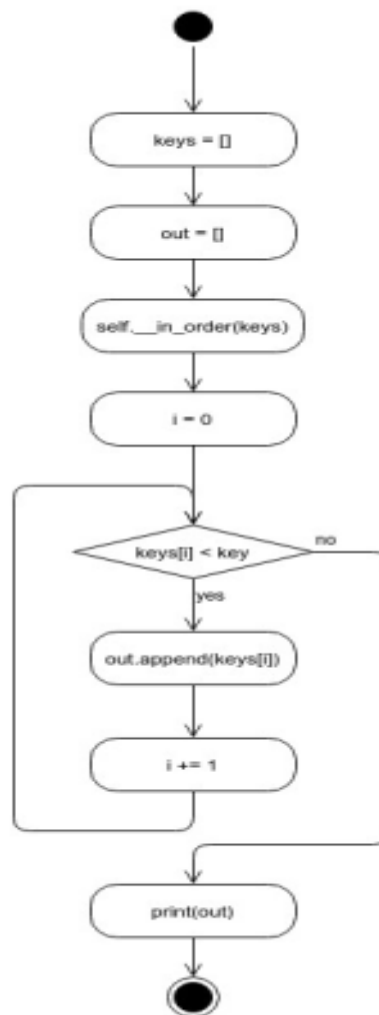 keys = []
out = []
self.__in_order(keys)
i = 0
keys[i] < key
no
yes
out.append(keys[i])
i += 1
print(out)